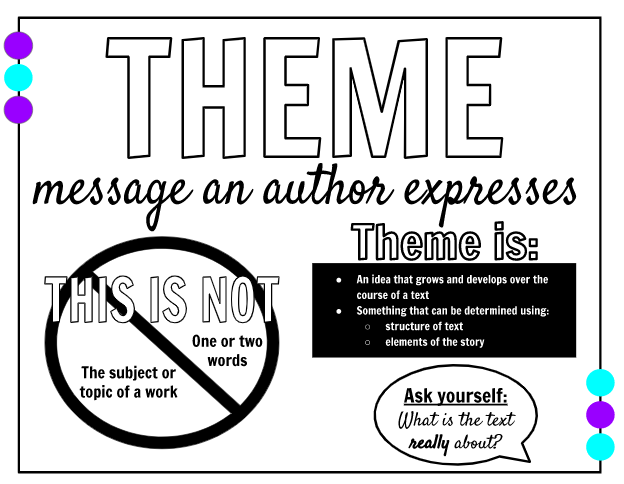 THEME
message an author expresses
THIS IS NOT
One or two
words
The subject or
topic of a work
Theme is:
● An idea that grows and develops over the
course of a text
● Something that can be determined using:
○ structure of text
○ elements of the story
Ask yourself:
What is the text
really about?